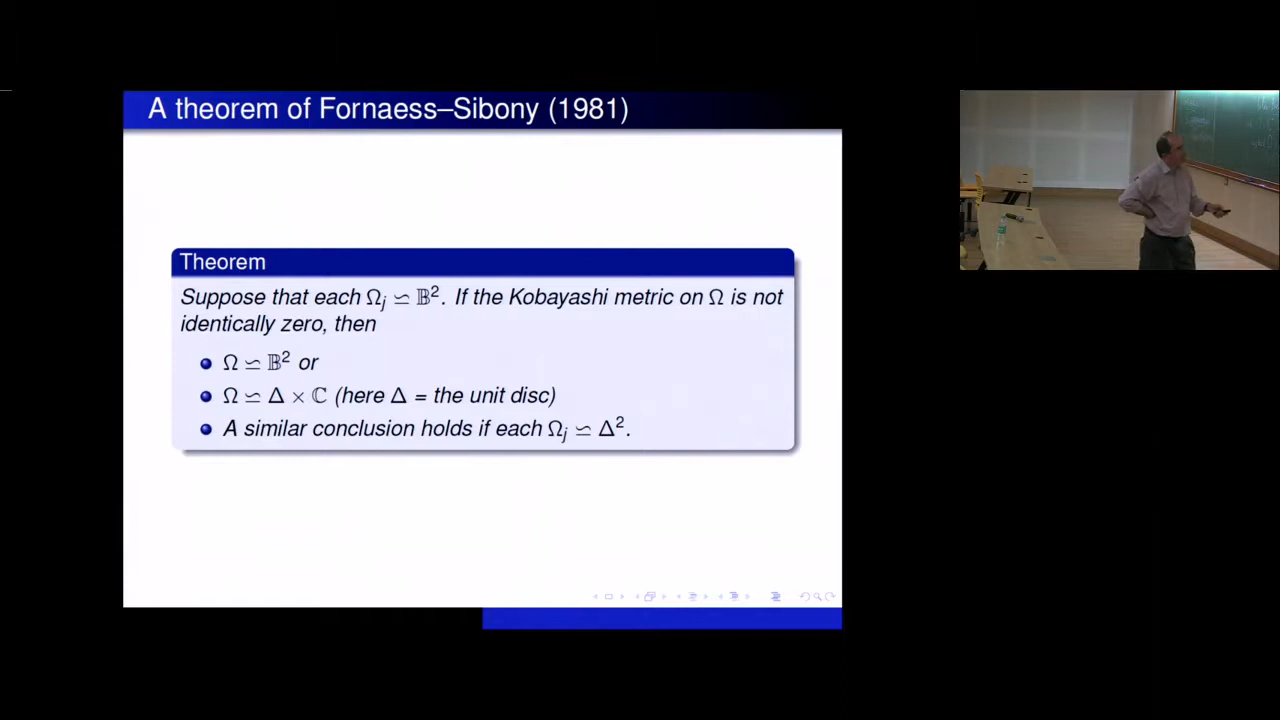 A theorem of Fornaess–Sibony (1981)
Theorem
Suppose that each Ωⱼ ≃ 𝔹². If the Kobayashi metric on Ω is not
identically zero, then
Ω ≃ 𝔹² or
Ω ≃ Δ × ℂ (here Δ = the unit disc)
A similar conclusion holds if each Ωⱼ ≃ Δ².